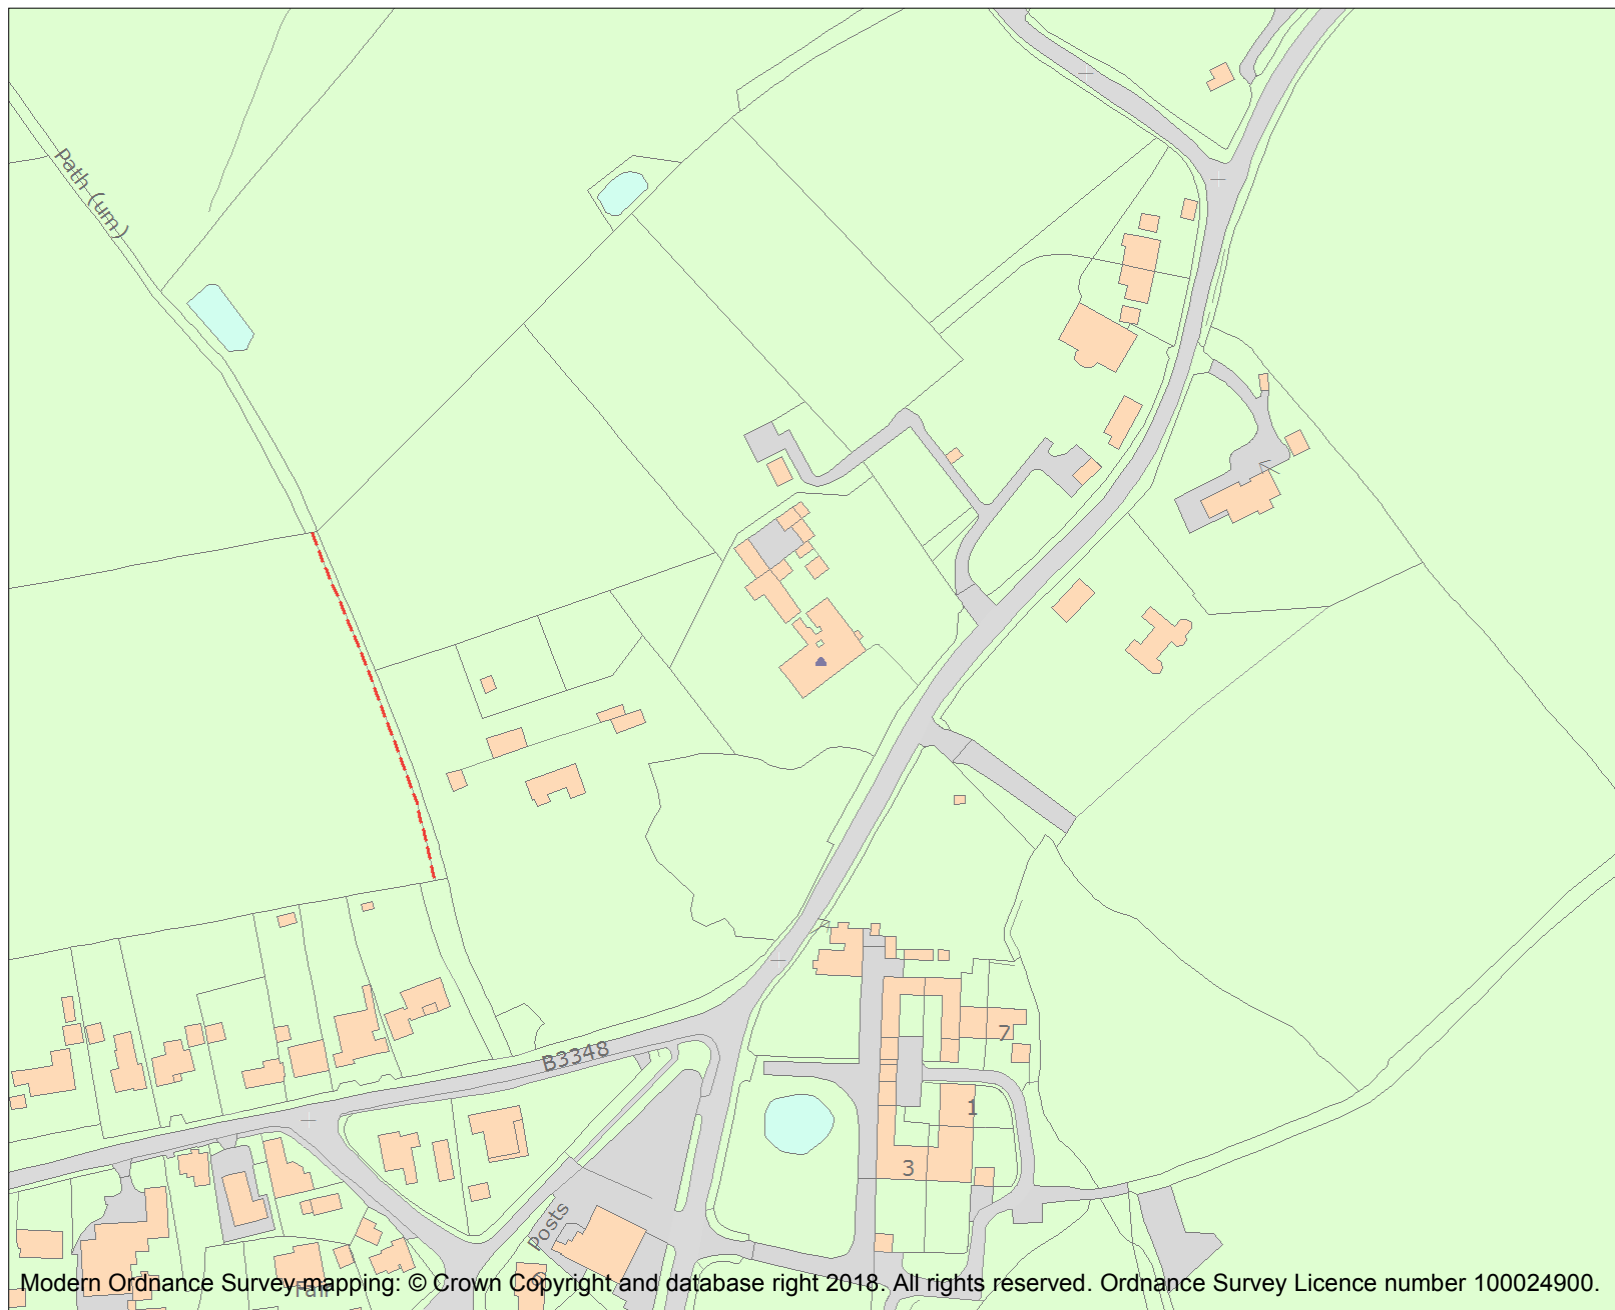 Path (um)
7
B3348
1
3
Posts
Modern Ordnance Survey mapping: © Crown Copyright and database right 2018. All rights reserved. Ordnance Survey Licence number 100024900.